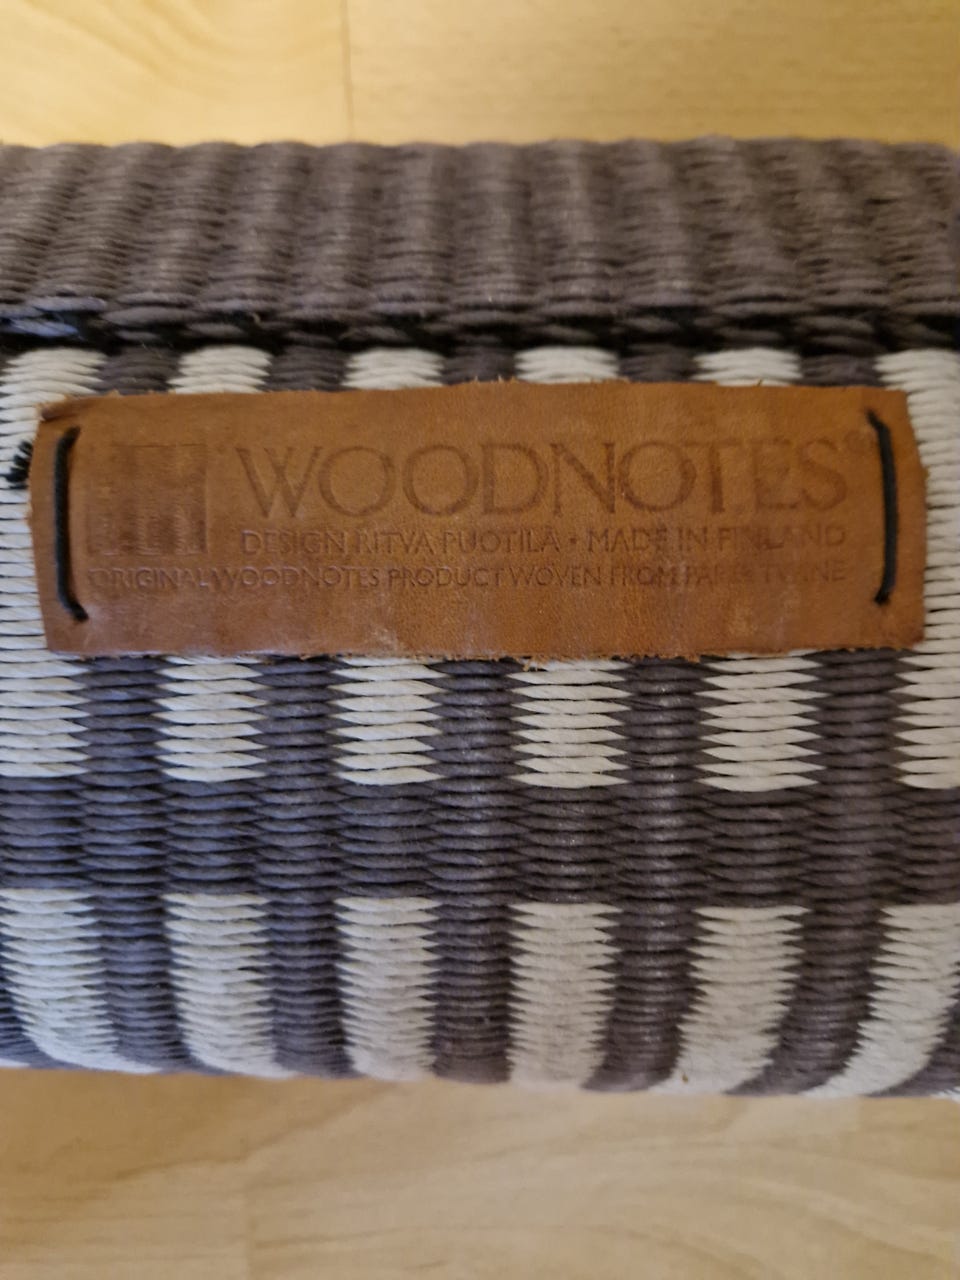 WOODNOTES®
DESIGN RITVA PUOTILA · MADE IN FINLAND
ORIGINAL WOODNOTES PRODUCT WOVEN FROM PAPER TWINE